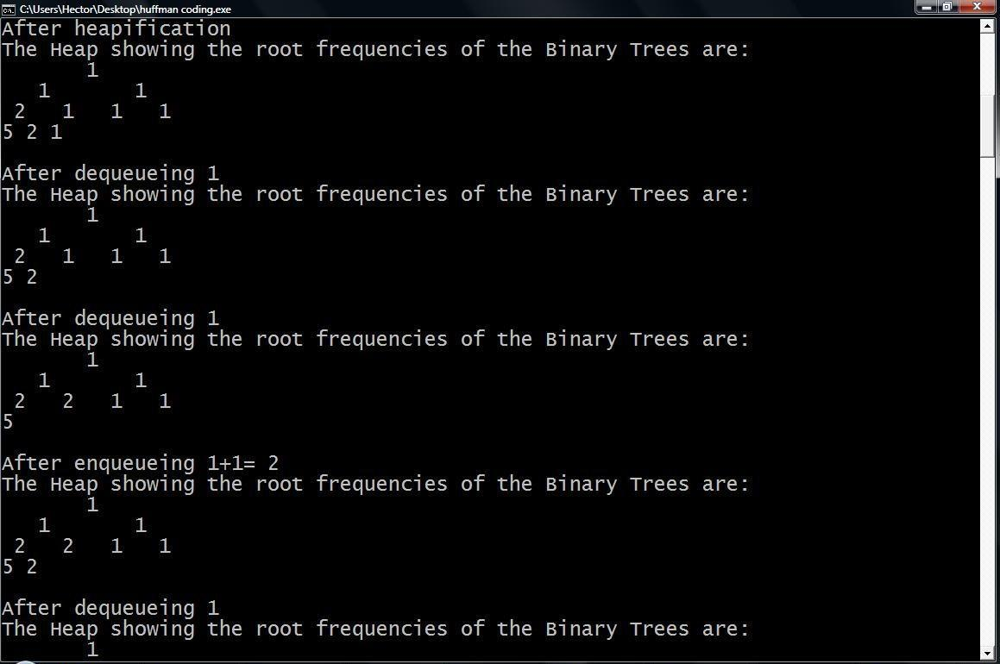 C:\Users\Hector\Desktop\huffman coding.exe
After heapification
The Heap showing the root frequencies of the Binary Trees are:
1
1 1
2 1 1 1
5 2 1
After dequeueing 1
The Heap showing the root frequencies of the Binary Trees are:
1
1 1
2 1 1 1
5 2
After dequeueing 1
The Heap showing the root frequencies of the Binary Trees are:
1
1 1
2 2 1 1
5
After enqueueing 1+1= 2
The Heap showing the root frequencies of the Binary Trees are:
1
1 1
2 2 1 1
5 2
After dequeueing 1
The Heap showing the root frequencies of the Binary Trees are:
1